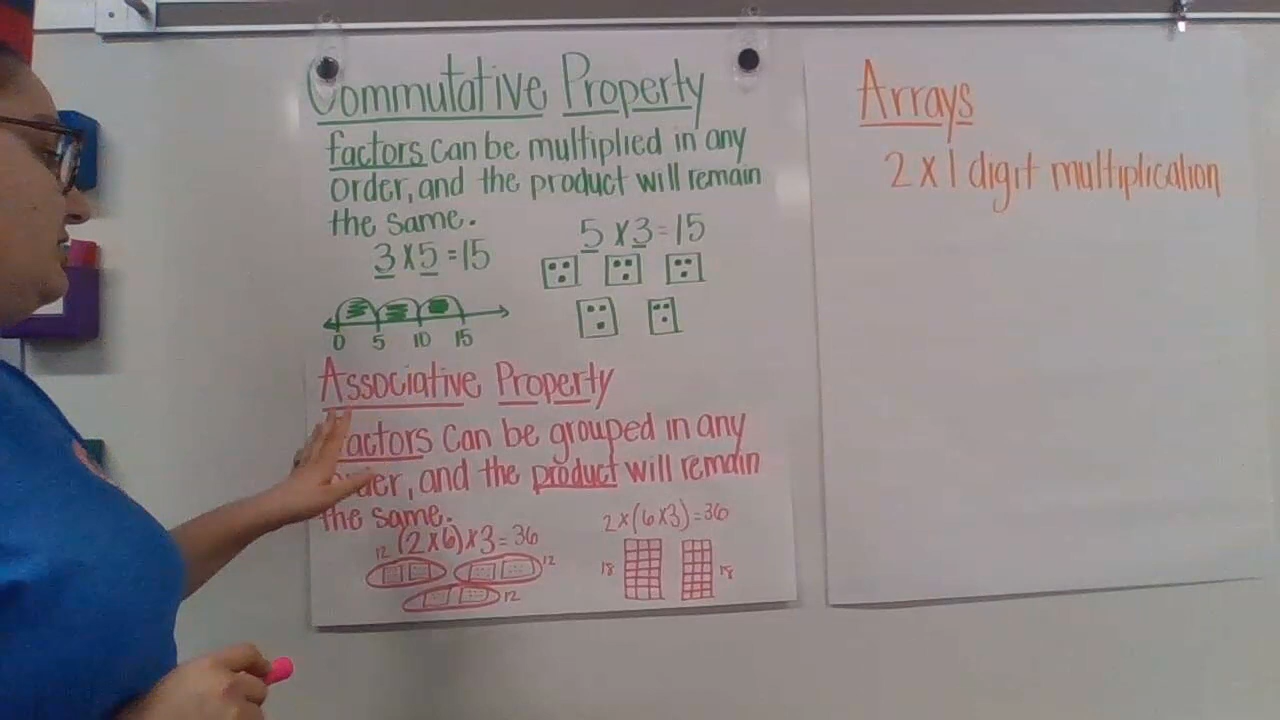 Commutative Property
factors can be multiplied in any
order, and the product will remain
the same.
3 x 5 = 15
5 x 3 = 15
0 5 10 15
Associative Property
Factors can be grouped in any
order, and the product will remain
the same.
(2 x 6) x 3 = 36
12 12
12
2 x (6 x 3) = 36
18 18
Arrays
2 x 1 digit multiplication